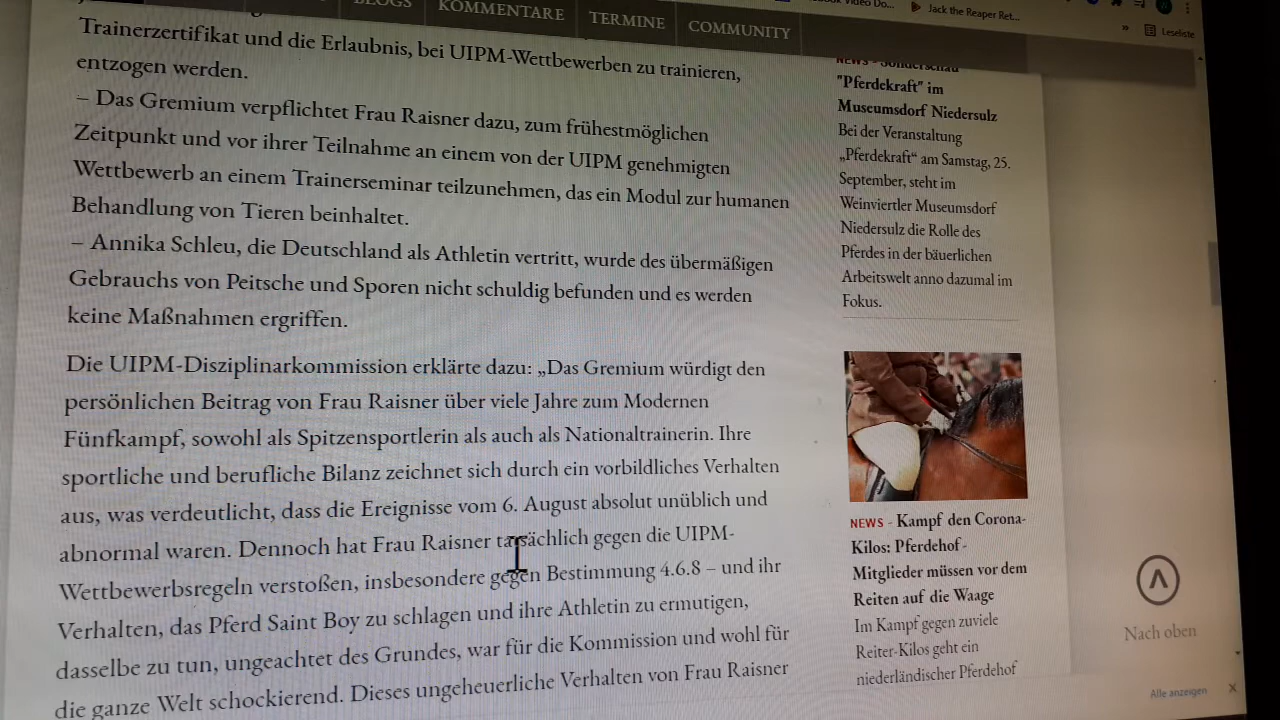 BLOGS
KOMMENTARE
TERMINE
COMMUNITY
Jack the Reaper Ret...
»
Leseliste
Trainerzertifikat und die Erlaubnis, bei UIPM-Wettbewerben zu trainieren,
entzogen werden.
– Das Gremium verpflichtet Frau Raisner dazu, zum frühestmöglichen
Zeitpunkt und vor ihrer Teilnahme an einem von der UIPM genehmigten
Wettbewerb an einem Trainerseminar teilzunehmen, das ein Modul zur humanen
Behandlung von Tieren beinhaltet.
– Annika Schleu, die Deutschland als Athletin vertritt, wurde des übermäßigen
Gebrauchs von Peitsche und Sporen nicht schuldig befunden und es werden
keine Maßnahmen ergriffen.
Die UIPM-Disziplinarkommission erklärte dazu: „Das Gremium würdigt den
persönlichen Beitrag von Frau Raisner über viele Jahre zum Modernen
Fünfkampf, sowohl als Spitzensportlerin als auch als Nationaltrainerin. Ihre
sportliche und berufliche Bilanz zeichnet sich durch ein vorbildliches Verhalten
aus, was verdeutlicht, dass die Ereignisse vom 6. August absolut unüblich und
abnormal waren. Dennoch hat Frau Raisner tatsächlich gegen die UIPM-
Wettbewerbsregeln verstoßen, insbesondere gegen Bestimmung 4.6.8 – und ihr
Verhalten, das Pferd Saint Boy zu schlagen und ihre Athletin zu ermutigen,
dasselbe zu tun, ungeachtet des Grundes, war für die Kommission und wohl für
die ganze Welt schockierend. Dieses ungeheuerliche Verhalten von Frau Raisner
NEWS - Sonderschau
"Pferdekraft" im
Museumsdorf Niedersulz
Bei der Veranstaltung
„Pferdekraft“ am Samstag, 25.
September, steht im
Weinviertler Museumsdorf
Niedersulz die Rolle des
Pferdes in der bäuerlichen
Arbeitswelt anno dazumal im
Fokus.
NEWS - Kampf den Corona-
Kilos: Pferdehof-
Mitglieder müssen vor dem
Reiten auf die Waage
Im Kampf gegen zuviele
Reiter-Kilos geht ein
niederländischer Pferdehof
Nach oben
Alle anzeigen
X